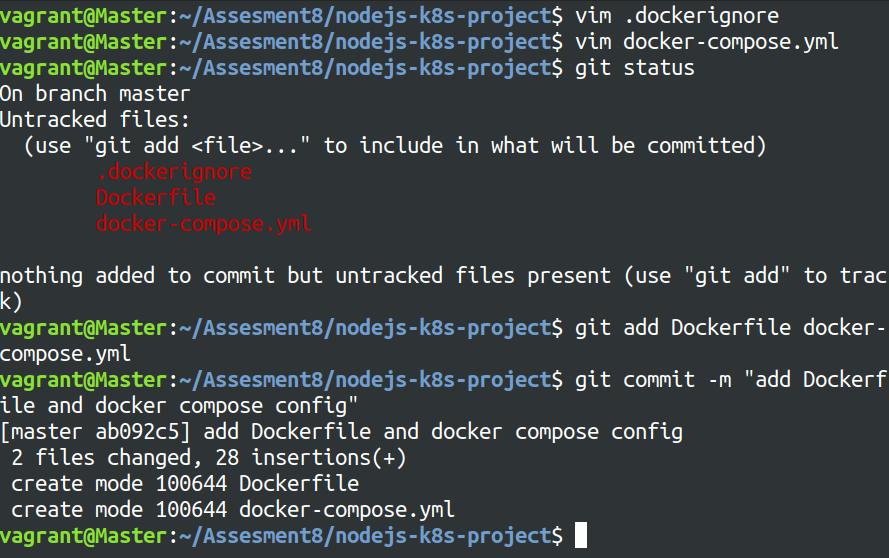 vagrant@Master:~/Assesment8/nodejs-k8s-project$ vim .dockerignore
vagrant@Master:~/Assesment8/nodejs-k8s-project$ vim docker-compose.yml
vagrant@Master:~/Assesment8/nodejs-k8s-project$ git status
On branch master
Untracked files:
  (use "git add <file>..." to include in what will be committed)
        .dockerignore
        Dockerfile
        docker-compose.yml

nothing added to commit but untracked files present (use "git add" to trac
k)
vagrant@Master:~/Assesment8/nodejs-k8s-project$ git add Dockerfile docker-
compose.yml
vagrant@Master:~/Assesment8/nodejs-k8s-project$ git commit -m "add Dockerf
ile and docker compose config"
[master ab092c5] add Dockerfile and docker compose config
 2 files changed, 28 insertions(+)
 create mode 100644 Dockerfile
 create mode 100644 docker-compose.yml
vagrant@Master:~/Assesment8/nodejs-k8s-project$